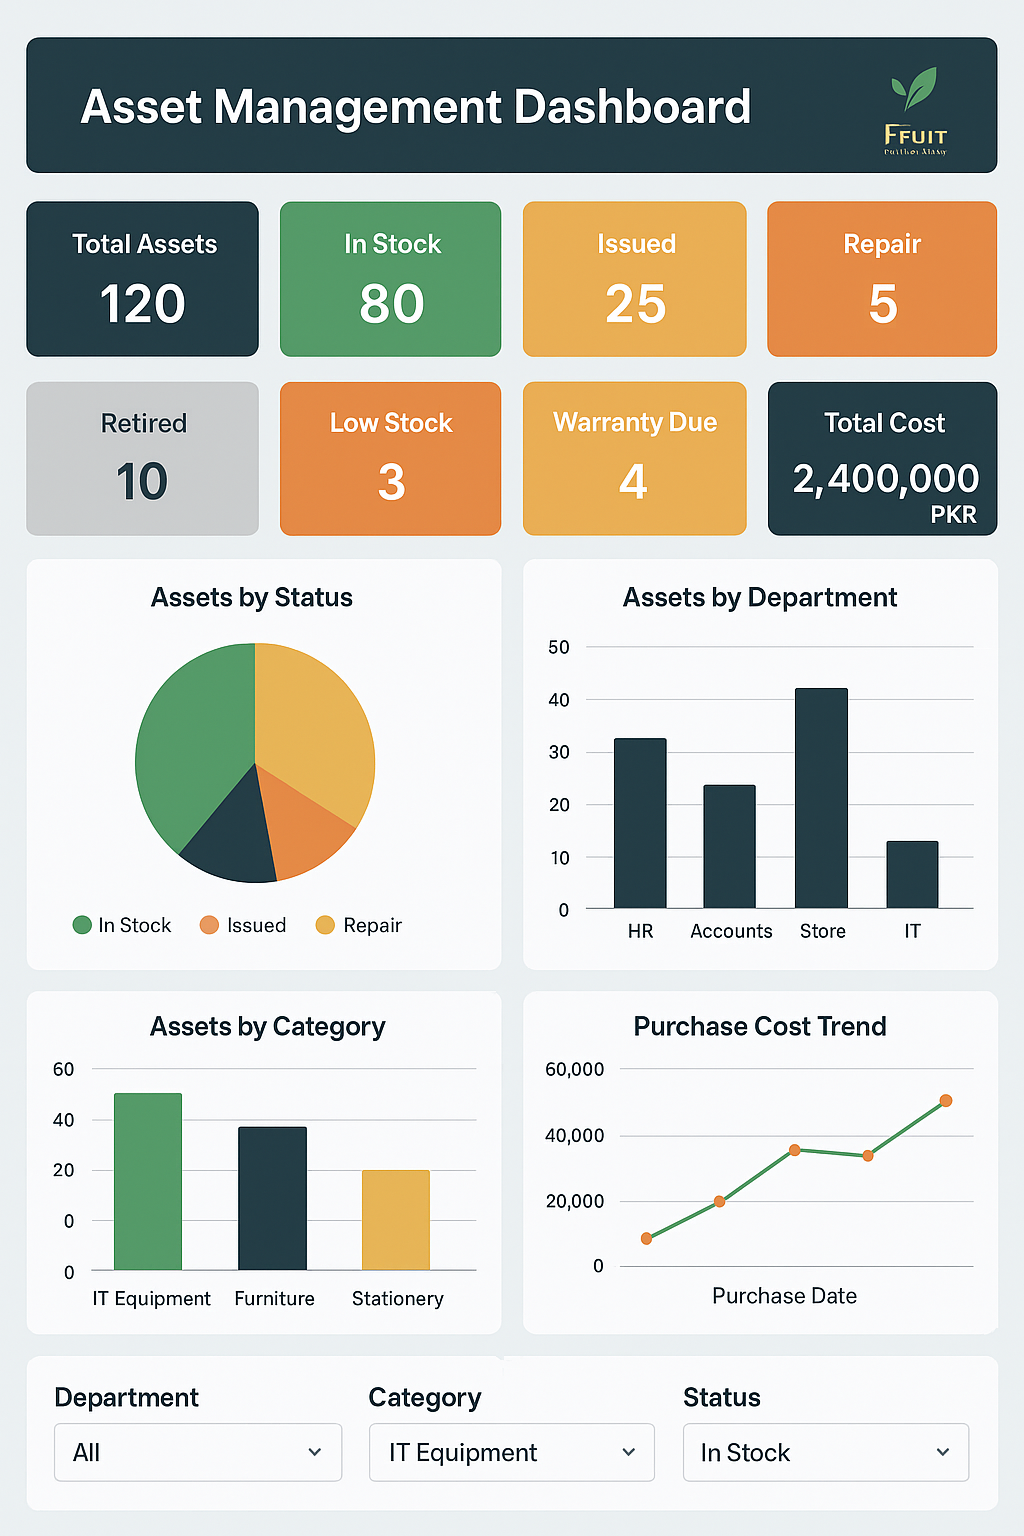 Asset Management Dashboard
FFUIT
Total Assets
120
In Stock
80
Issued
25
Repair
5
Retired
10
Low Stock
3
Warranty Due
4
Total Cost
2,400,000
PKR
Assets by Status
In Stock
Issued
Repair
Assets by Department
50
40
30
20
10
0
HR
Accounts
Store
IT
Assets by Category
60
40
20
0
0
IT Equipment
Furniture
Stationery
Purchase Cost Trend
60,000
40,000
20,000
0
Purchase Date
Department
All
Category
IT Equipment
Status
In Stock